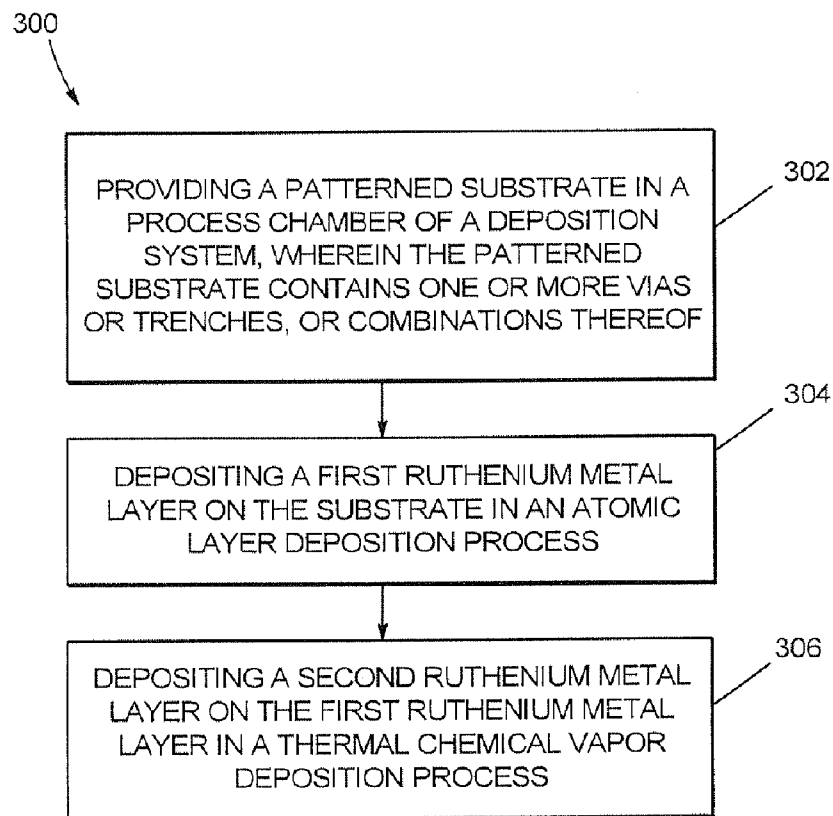 300
302
PROVIDING A PATTERNED SUBSTRATE IN A
PROCESS CHAMBER OF A DEPOSITION
SYSTEM, WHEREIN THE PATTERNED
SUBSTRATE CONTAINS ONE OR MORE VIAS
OR TRENCHES, OR COMBINATIONS THEREOF
304
DEPOSITING A FIRST RUTHENIUM METAL
LAYER ON THE SUBSTRATE IN AN ATOMIC
LAYER DEPOSITION PROCESS
306
DEPOSITING A SECOND RUTHENIUM METAL
LAYER ON THE FIRST RUTHENIUM METAL
LAYER IN A THERMAL CHEMICAL VAPOR
DEPOSITION PROCESS